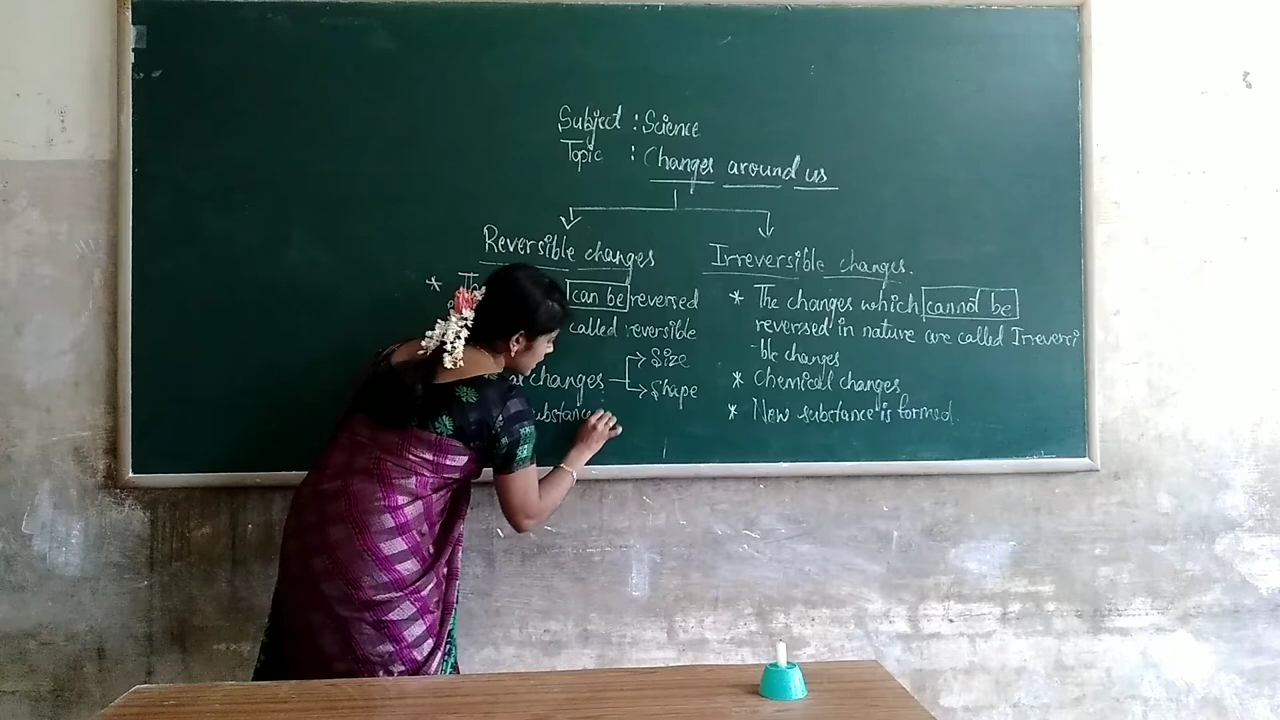 Subject : Science
Topic : Changes around us
Reversible changes
* can be reversed
called reversible
changes
Size
Shape
Irreversible changes.
* The changes which cannot be
reversed in nature are called Irreversi
-ble changes
* Chemical changes
* New substance is formed.